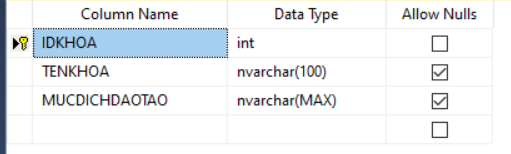 Column Name Data Type Allow Nulls
IDKHOA int
TENKHOA nvarchar(100)
MUCDICHDAOTAO nvarchar(MAX)